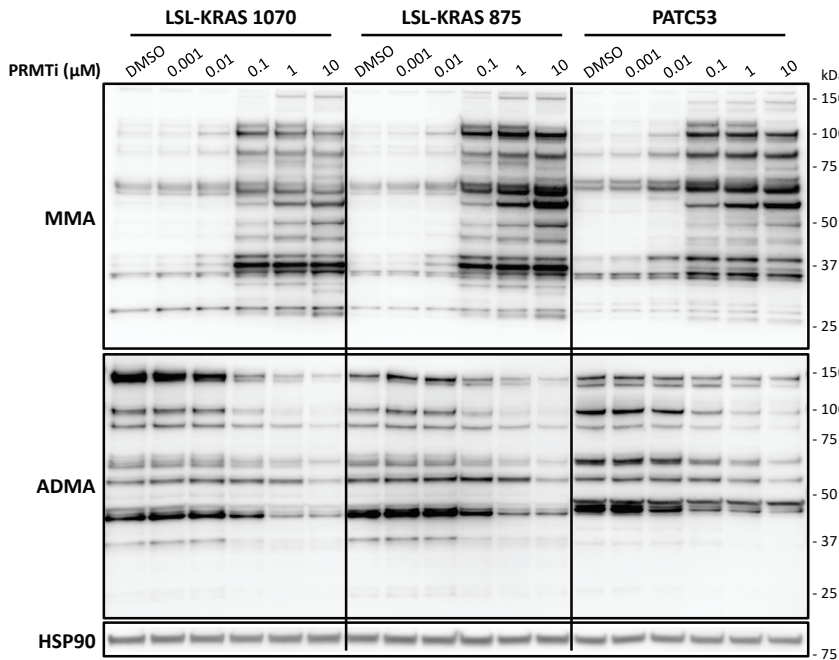 LSL-KRAS 1070 LSL-KRAS 875 PATC53
PRMTi (μM) DMSO 0.001 0.01 0.1 1 10 DMSO 0.001 0.01 0.1 1 10 DMSO 0.001 0.01 0.1 1 10
kD
- 150
- 100
- 75
MMA
- 50
- 37
- 25
- 150
- 100
- 75
ADMA
- 50
- 37
- 25
HSP90
- 75